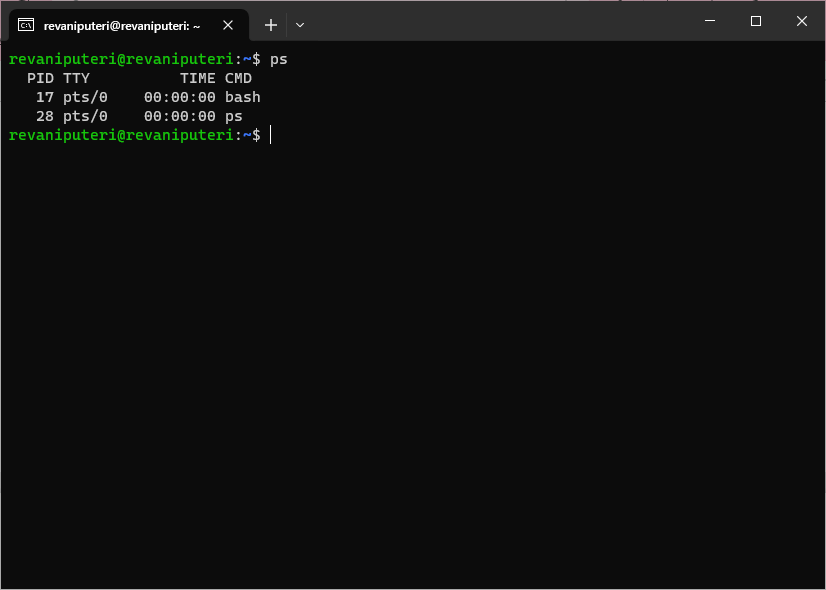 revaniputeri@revaniputeri: ~
revaniputeri@revaniputeri:~$ ps
  PID TTY          TIME CMD
   17 pts/0    00:00:00 bash
   28 pts/0    00:00:00 ps
revaniputeri@revaniputeri:~$